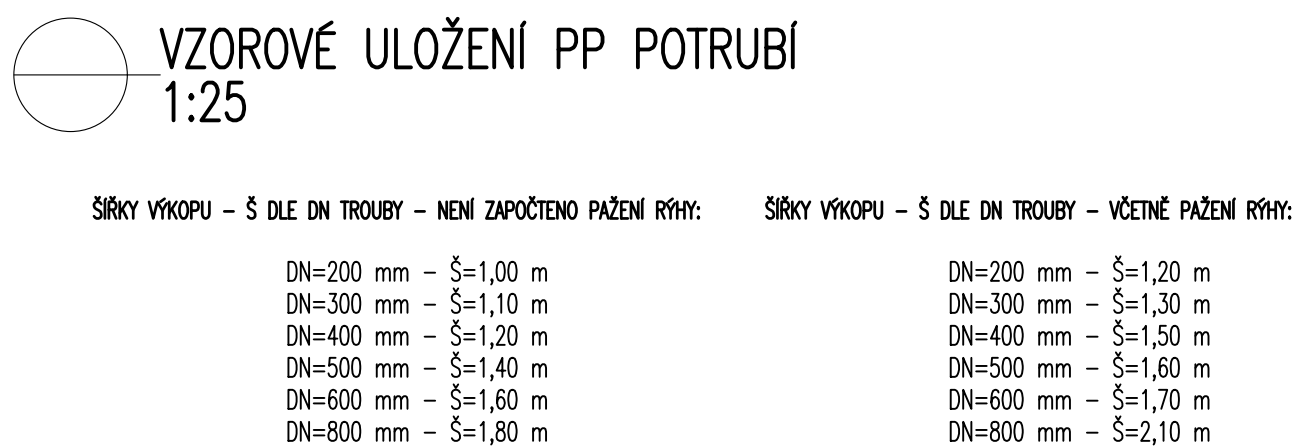 VZOROVÉ ULOŽENÍ PP POTRUBÍ
1:25
ŠÍŘKY VÝKOPU – Š DLE DN TROUBY – NENÍ ZAPOČTENO PAŽENÍ RÝHY:
DN=200 mm – Š=1,00 m
DN=300 mm – Š=1,10 m
DN=400 mm – Š=1,20 m
DN=500 mm – Š=1,40 m
DN=600 mm – Š=1,60 m
DN=800 mm – Š=1,80 m
ŠÍŘKY VÝKOPU – Š DLE DN TROUBY – VČETNĚ PAŽENÍ RÝHY:
DN=200 mm – Š=1,20 m
DN=300 mm – Š=1,30 m
DN=400 mm – Š=1,50 m
DN=500 mm – Š=1,60 m
DN=600 mm – Š=1,70 m
DN=800 mm – Š=2,10 m